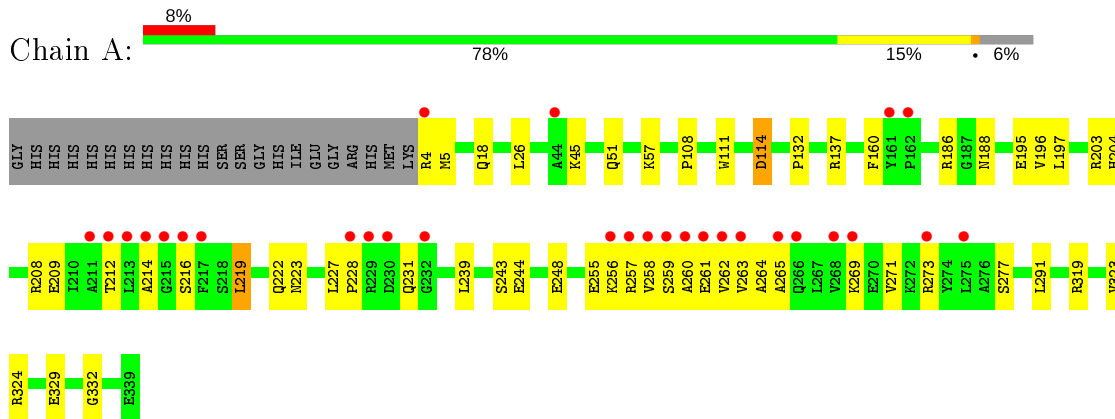 8%
Chain A:
78% 15% • 6%
GLY HIS HIS HIS HIS HIS HIS HIS HIS HIS HIS SER SER GLY HIS ILE GLU GLY ARG HIS MET LYS R4 M5 Q18 L26 A44 K45 Q51 K57 P108 W111 D114 P132 R137 F160 Y161 P162 R186 G187 N188 E195 V196 L197 R203 H204
R208 E209 I210 A211 T212 L213 A214 G215 S216 F217 S218 L219 Q222 N223 L227 P228 R229 D230 Q231 G232 L239 S243 E244 E248 E255 K256 R257 V258 S259 A260 E261 V262 V263 A264 A265 Q266 L267 V268 K269 E270 V271 K272 R273 Y274 L275 A276 S277 L291 R319 V323
R324 E329 G332 E339